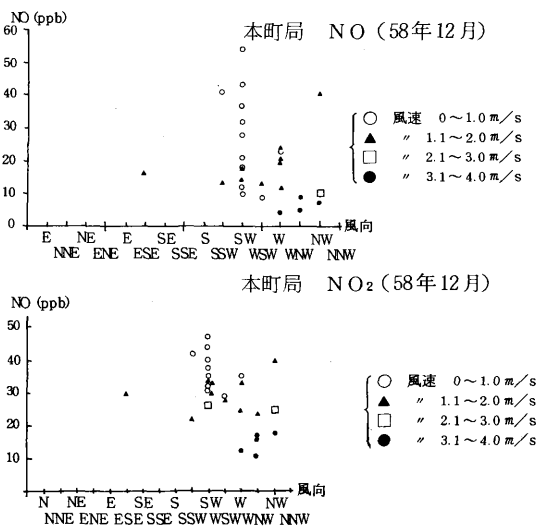 NO (ppb)
本町局 NO (58年12月)
60
50
40
30
20
10
0
○ 風速 0～1.0 m/s
▲ 〃 1.1～2.0 m/s
□ 〃 2.1～3.0 m/s
● 〃 3.1～4.0 m/s
風向
E NE E SE S SW W NW
NNE ENE ESE SSE SSW WSW WNW NNW
NO (ppb)
本町局 NO₂ (58年12月)
50
40
30
20
10
○ 風速 0～1.0 m/s
▲ 〃 1.1～2.0 m/s
□ 〃 2.1～3.0 m/s
● 〃 3.1～4.0 m/s
風向
N NE E SE S SW W NW
NNE ENE ESE SSE SSW WSW WNW NNW